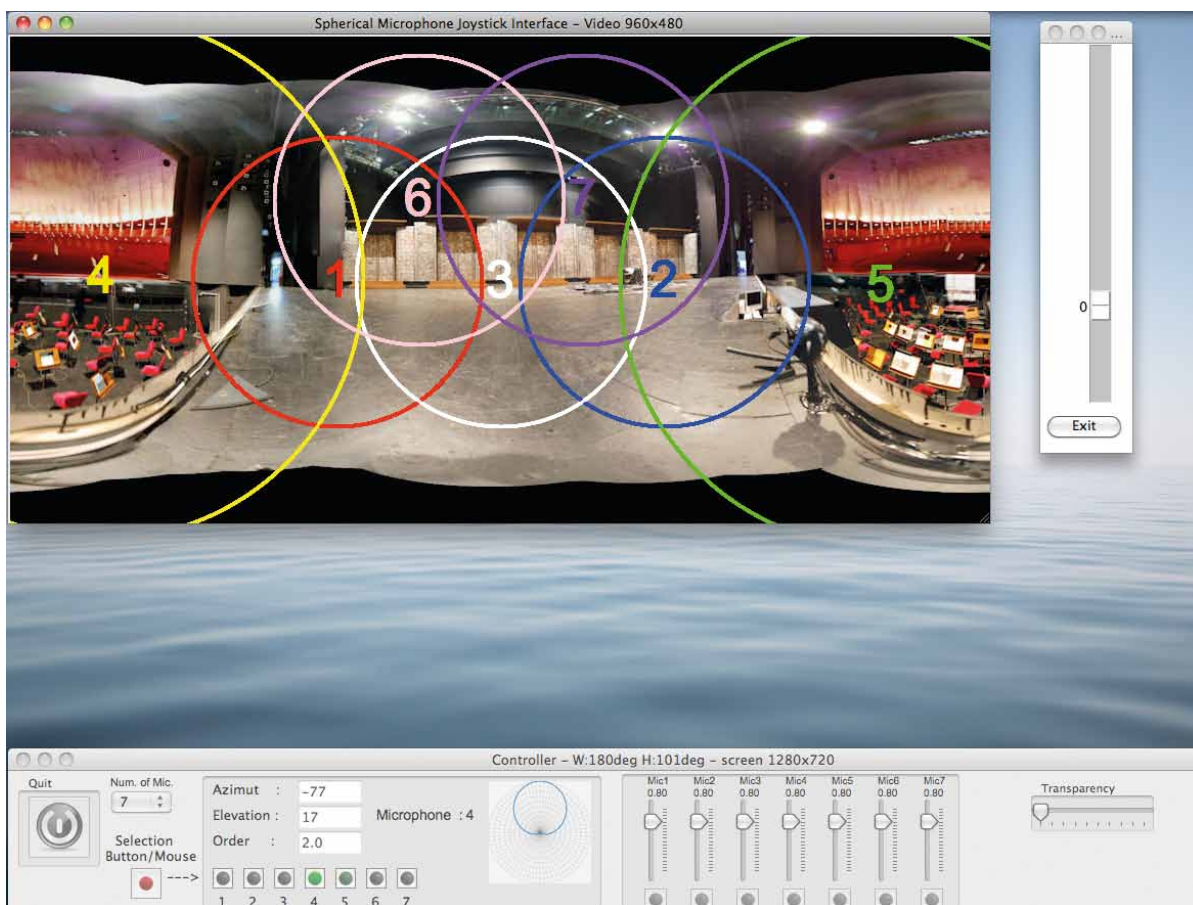 Spherical Microphone Joystick Interface – Video 960x480
...
6
7
4
1
3
2
5
0
Exit
Controller – W:180deg H:101deg – screen 1280x720
Quit
Num. of Mic.
7
Selection
Button/Mouse
--->
Azimut : -77
Elevation : 17
Order : 2.0
Microphone : 4
1 2 3 4 5 6 7
Mic1 Mic2 Mic3 Mic4 Mic5 Mic6 Mic7
0.80 0.80 0.80 0.80 0.80 0.80 0.80
Transparency